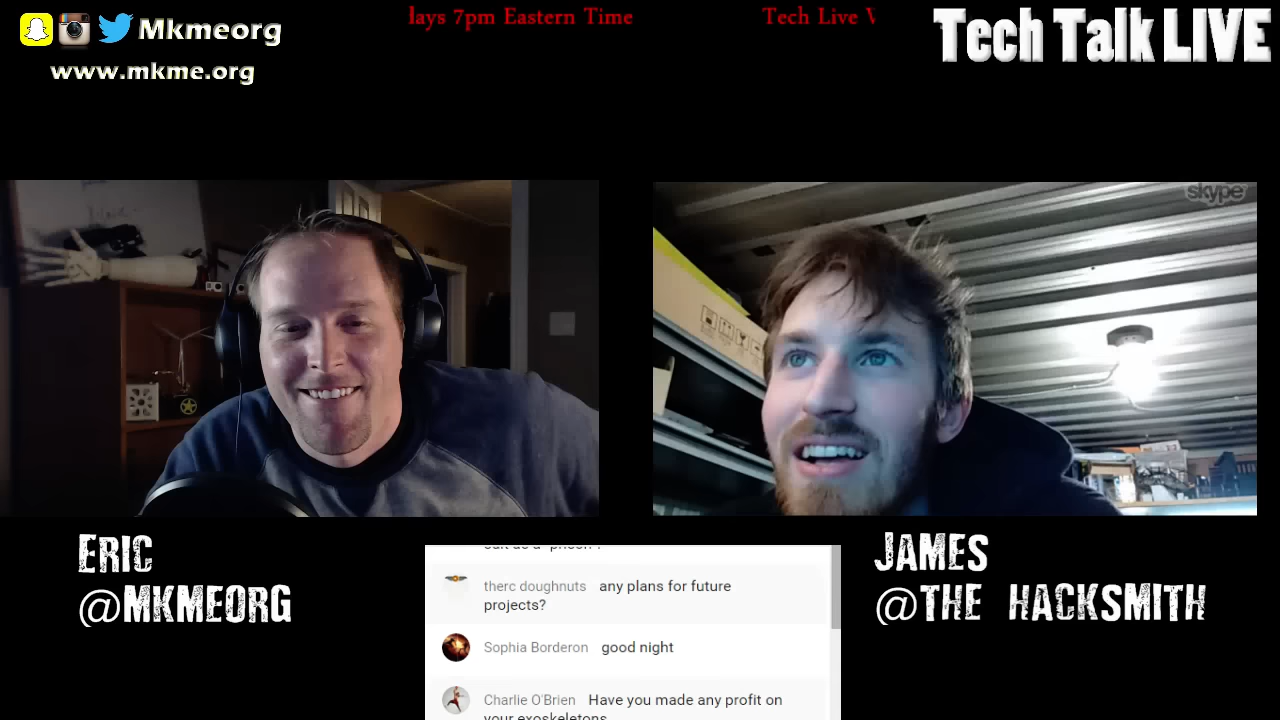 lays 7pm Eastern Time
Tech Live
Mkmeorg
www.mkme.org
Tech Talk LIVE
skype
ERIC
@MKMEORG
JAMES
@THE HACKSMITH
therc doughnuts any plans for future
projects?
Sophia Borderon good night
Charlie O'Brien Have you made any profit on
your exoskeletons